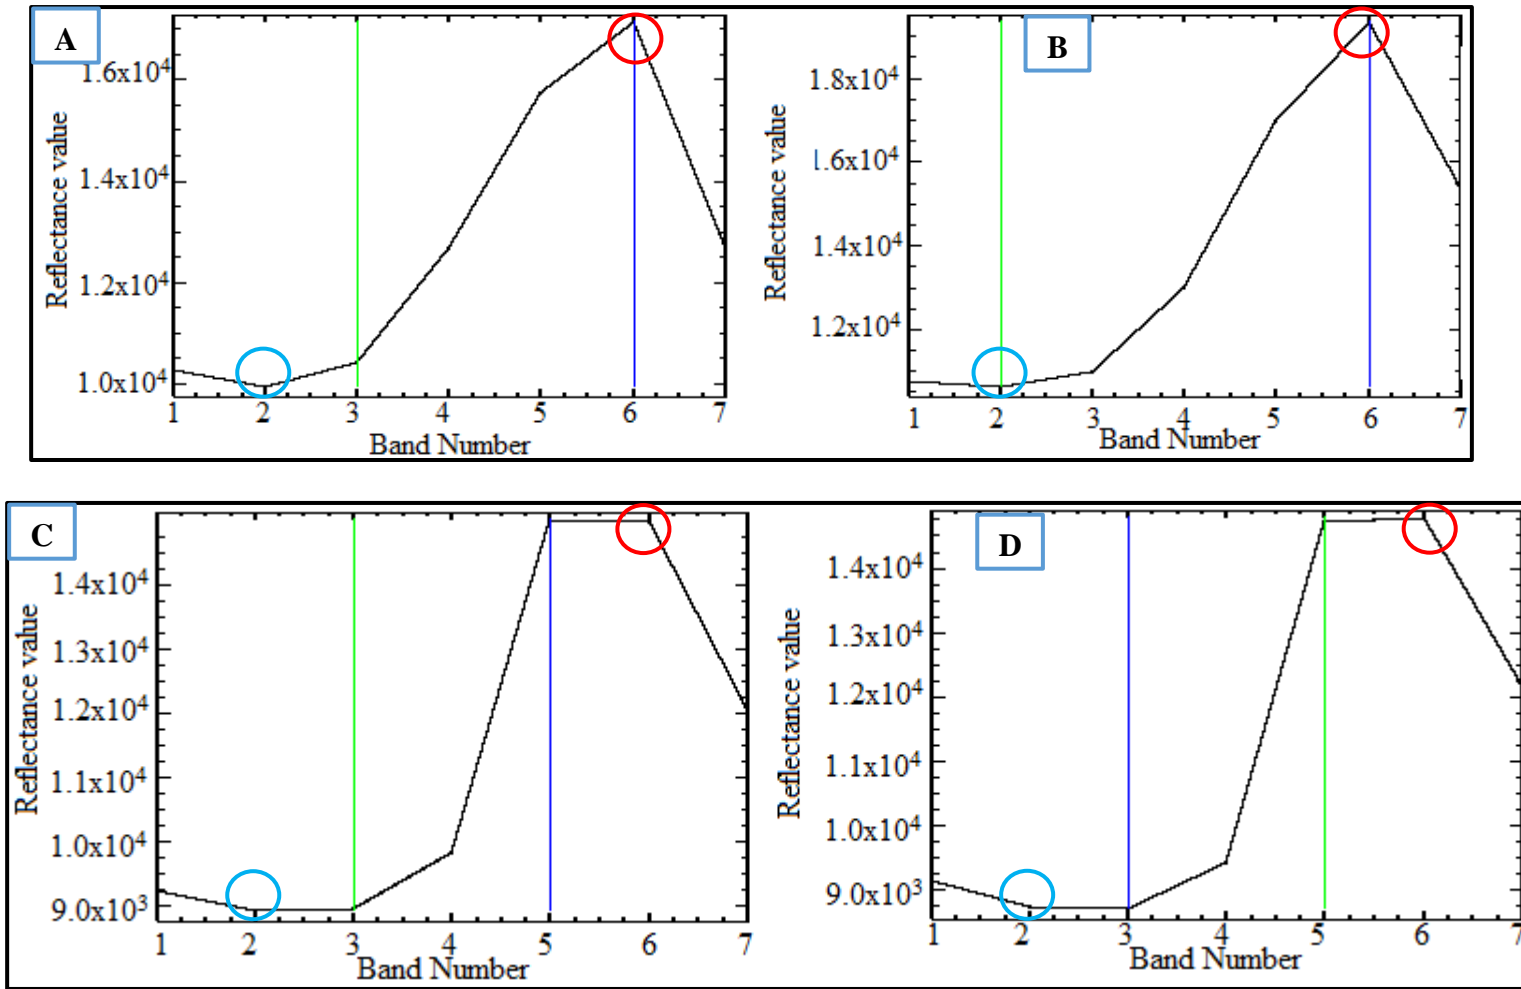 A
Reflectance value
1.6x10⁴
1.4x10⁴
1.2x10⁴
1.0x10⁴
1 2 3 4 5 6 7
Band Number
B
Reflectance value
1.8x10⁴
1.6x10⁴
1.4x10⁴
1.2x10⁴
1 2 3 4 5 6 7
Band Number
C
Reflectance value
1.4x10⁴
1.3x10⁴
1.2x10⁴
1.1x10⁴
1.0x10⁴
9.0x10³
1 2 3 4 5 6 7
Band Number
D
Reflectance value
1.4x10⁴
1.3x10⁴
1.2x10⁴
1.1x10⁴
1.0x10⁴
9.0x10³
1 2 3 4 5 6 7
Band Number